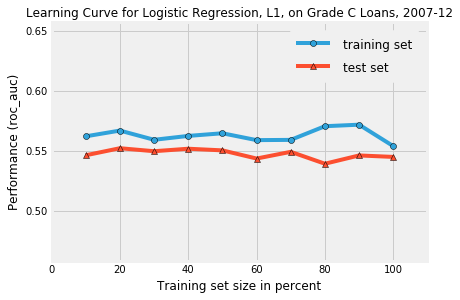 Learning Curve for Logistic Regression, L1, on Grade C Loans, 2007-12
training set
test set
Performance (roc_auc)
0.65
0.60
0.55
0.50
0
20
40
60
80
100
Training set size in percent